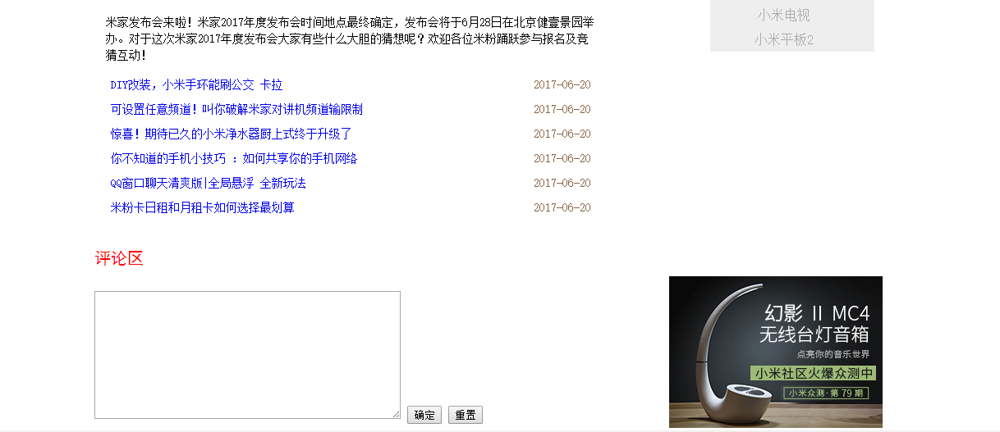 米家发布会来啦！米家2017年度发布会时间地点最终确定，发布会将于6月28日在北京健壹景园举
办。对于这次米家2017年度发布会大家有些什么大胆的猜想呢？欢迎各位米粉踊跃参与报名及竞
猜互动！
DIY改装，小米手环能刷公交 卡拉 2017-06-20
可设置任意频道！叫你破解米家对讲机频道输限制 2017-06-20
惊喜！期待已久的小米净水器厨上式终于升级了 2017-06-20
你不知道的手机小技巧 ：如何共享你的手机网络 2017-06-20
QQ窗口聊天清爽版|全局悬浮 全新玩法 2017-06-20
米粉卡日租和月租卡如何选择最划算 2017-06-20
评论区
确定 重置
小米电视
小米平板2
幻影 II MC4
无线台灯音箱
点亮你的音乐世界
小米社区火爆众测中
小米众测·第 79 期